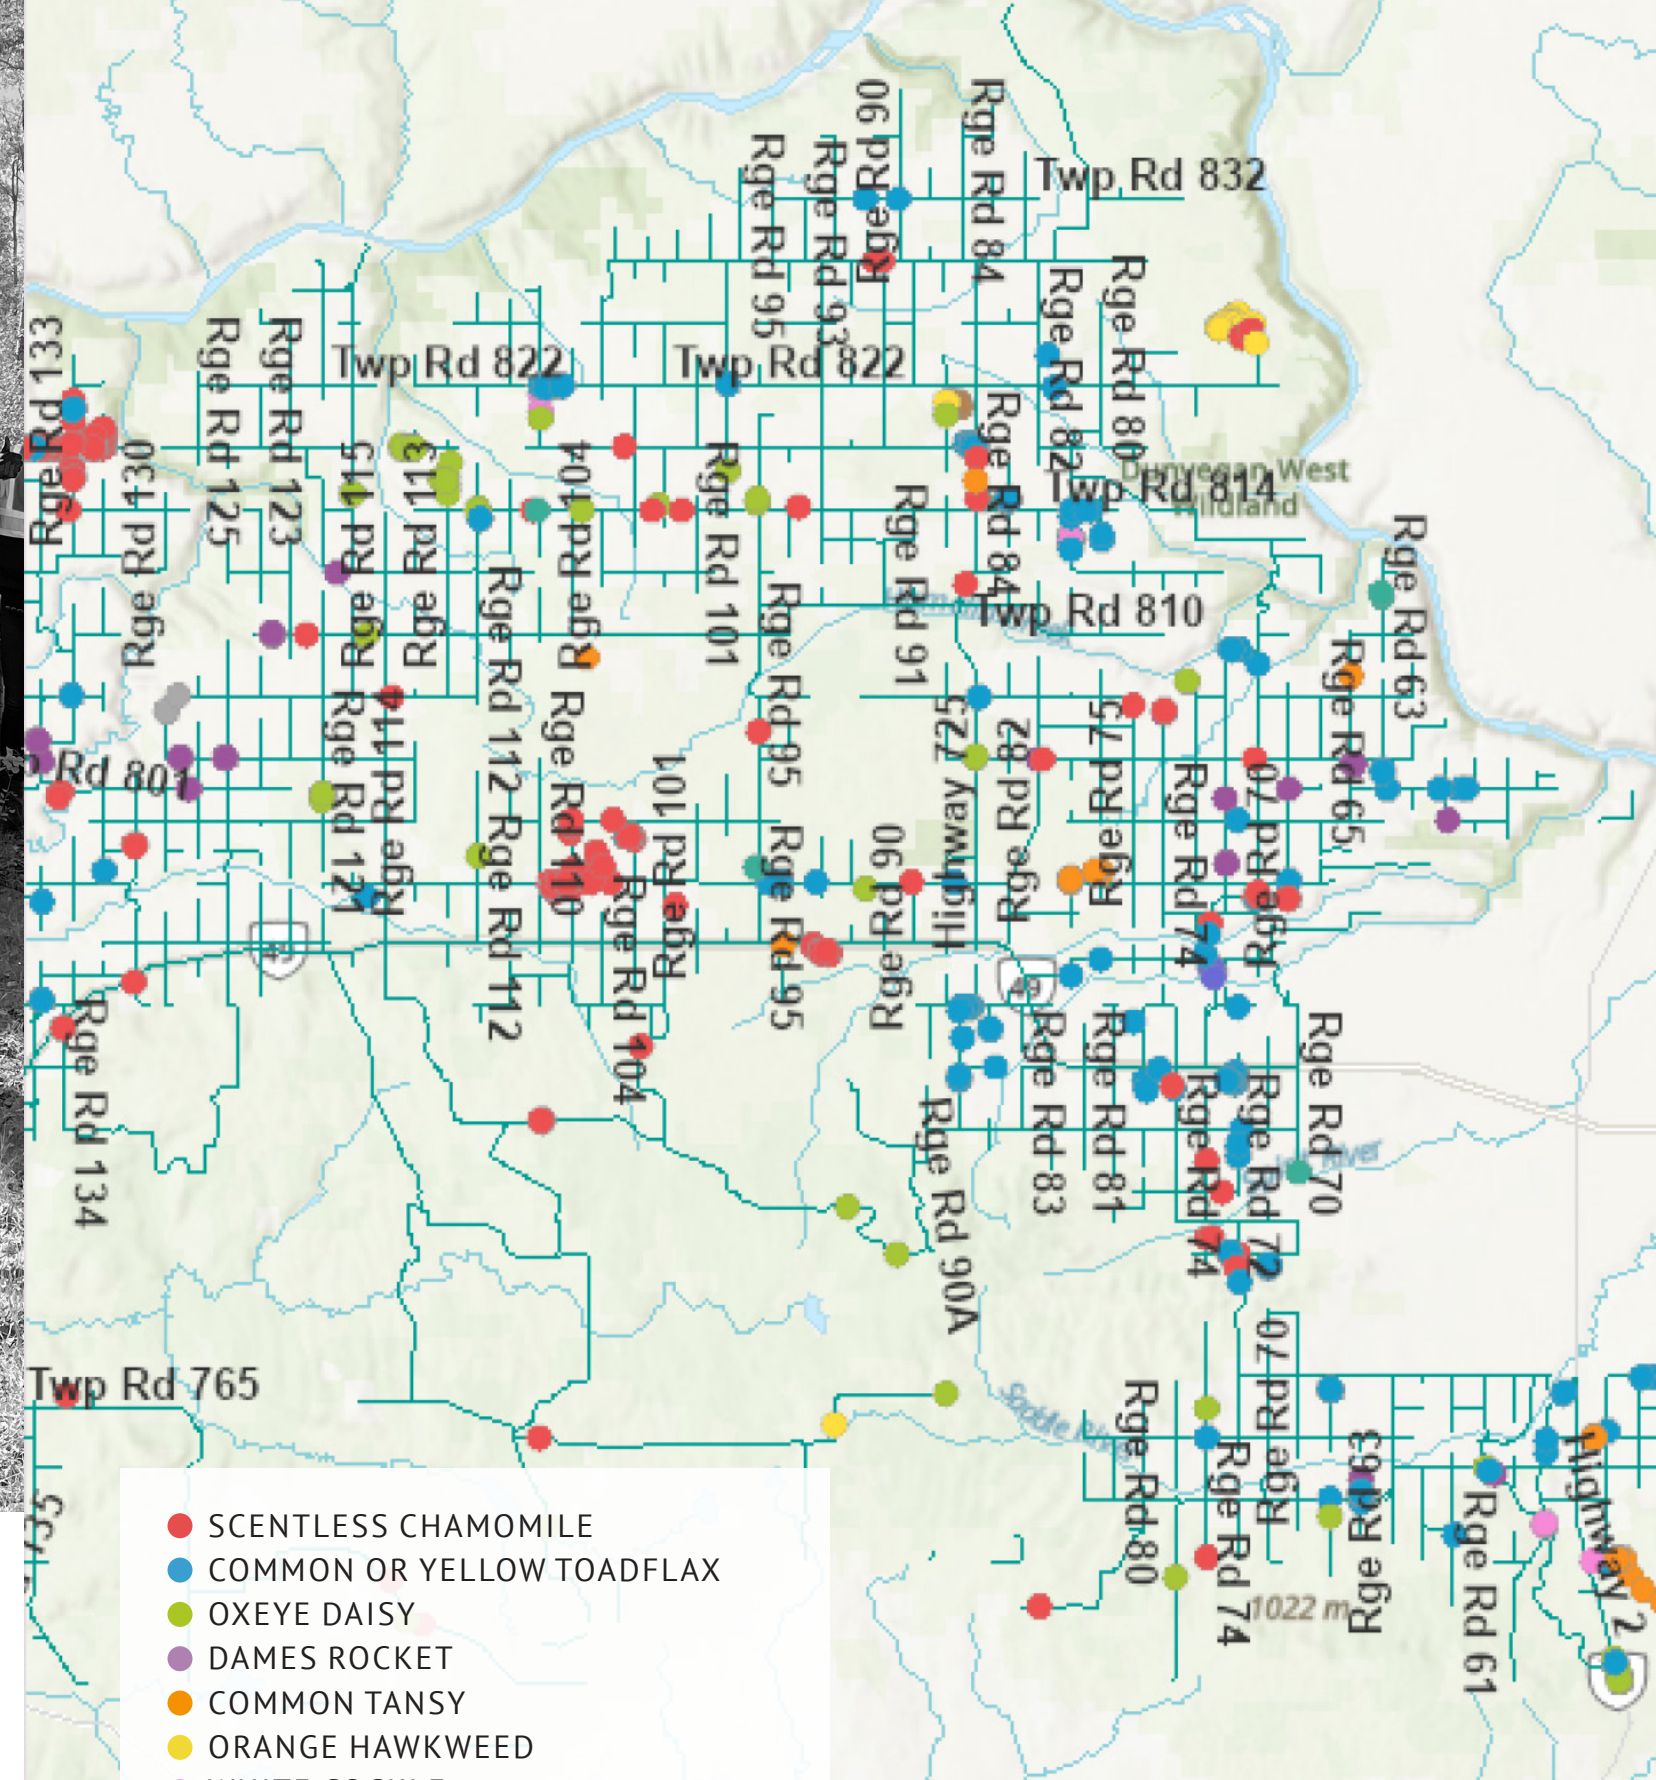 Rge Rd 90
Rge Rd 84
Rge Rd 95
Rge Rd 93
Twp Rd 832
Rge Rd 80
Rge Rd 82
Rge Rd 133
Rge Rd 125
Rge Rd 123
Twp Rd 822
Twp Rd 822
Rge Rd 84
Rge Rd 130
Rge Rd 115
Rge Rd 113
Rge Rd 104
Rge Rd 101
Dunvegan West
Wildland
Twp Rd 814
Rge Rd 91
Rge Rd 63
Rge Rd 112
Rge Rd 95
Twp Rd 810
Rge Rd 65
Rge Rd 121
Rge Rd 114
Rge Rd 110
Highway 725
Rge Rd 82
Rge Rd 75
Rd 801
Rge Rd 101
Rge Rd 74
Rge Rd 70
Rge Rd 112
Rge Rd 95
Rge Rd 90
Rge Rd 104
49
49
Rge Rd 134
Rge Rd 83
Rge Rd 81
Rge Rd 70
Rge Rd 74
Rge Rd 72
River
Rge Rd 90A
Twp Rd 765
Rge Rd 70
Saddle River
Rge Rd 80
Rge Rd 74
Rge Rd 63
Highway 2
Rge Rd 61
735
1022 m
SCENTLESS CHAMOMILE
COMMON OR YELLOW TOADFLAX
OXEYE DAISY
DAMES ROCKET
COMMON TANSY
ORANGE HAWKWEED